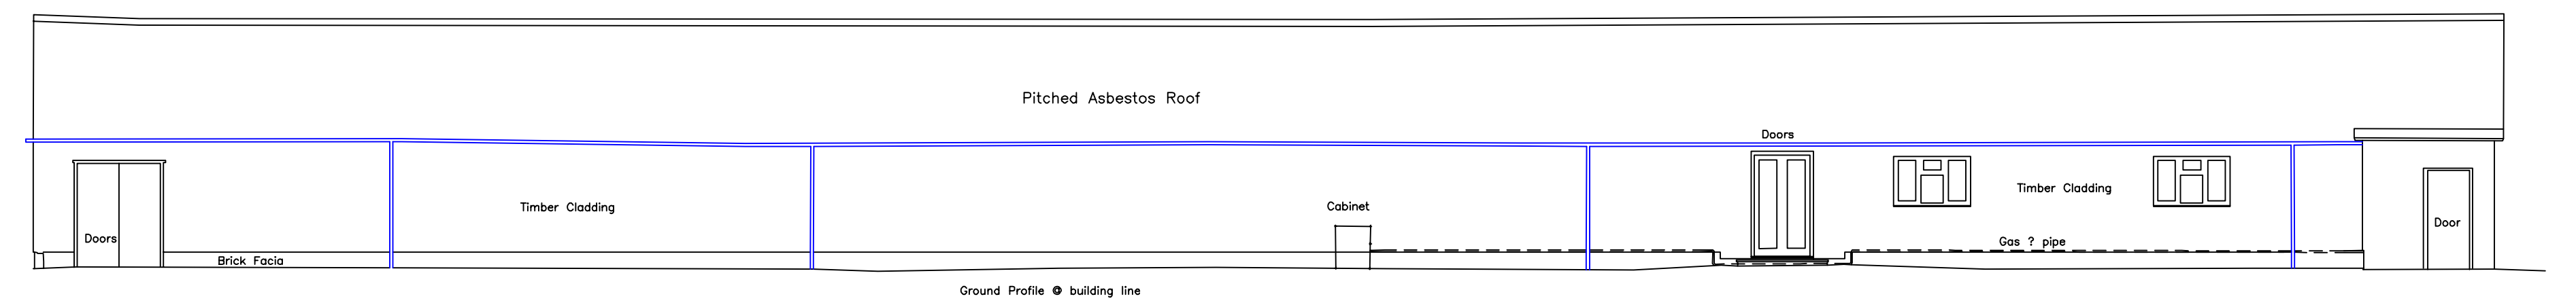 Pitched Asbestos Roof
Doors
Timber Cladding
Timber Cladding
Cabinet
Door
Doors
Gas ? pipe
Brick Facia
Ground Profile @ building line